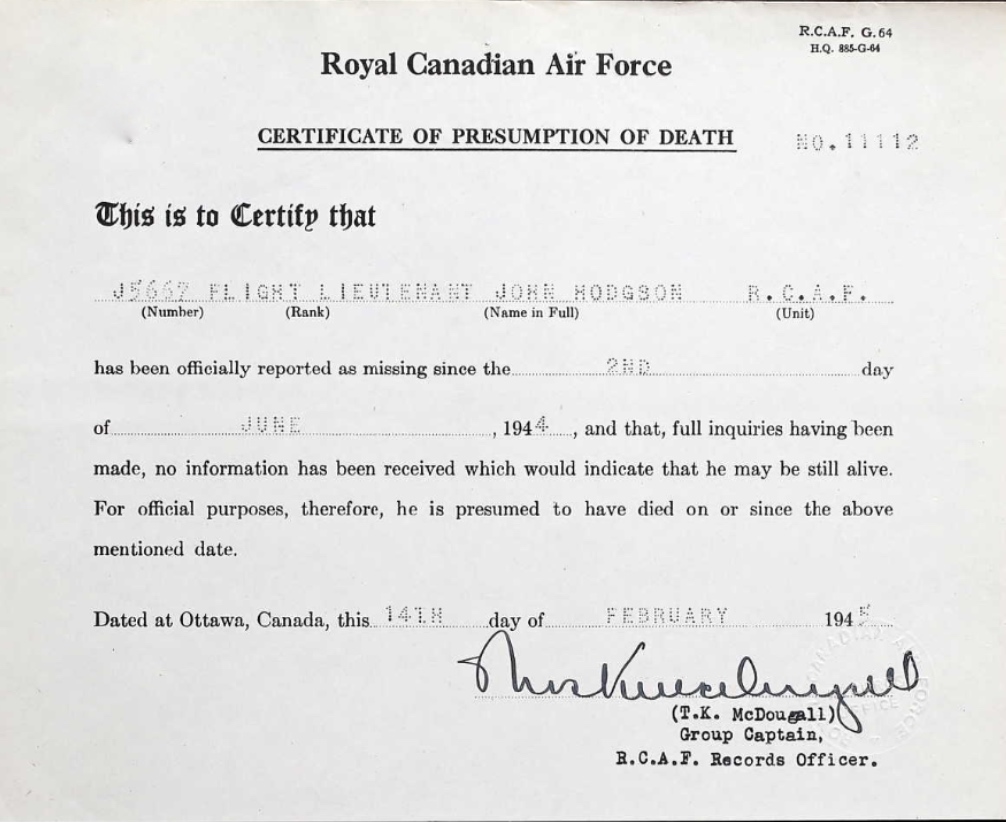 R.C.A.F. G.64
H.Q. 885-G-64
Royal Canadian Air Force
CERTIFICATE OF PRESUMPTION OF DEATH
NO.11112
This is to Certify that
J5667 FLIGHT LIEUTENANT JOHN HODGSON R.C.A.F.
(Number) (Rank) (Name in Full) (Unit)
has been officially reported as missing since the 2ND day
of JUNE, 1944, and that, full inquiries having been
made, no information has been received which would indicate that he may be still alive.
For official purposes, therefore, he is presumed to have died on or since the above
mentioned date.
Dated at Ottawa, Canada, this 14TH day of FEBRUARY 1945
(T.K. McDougall)
Group Captain,
R.C.A.F. Records Officer.